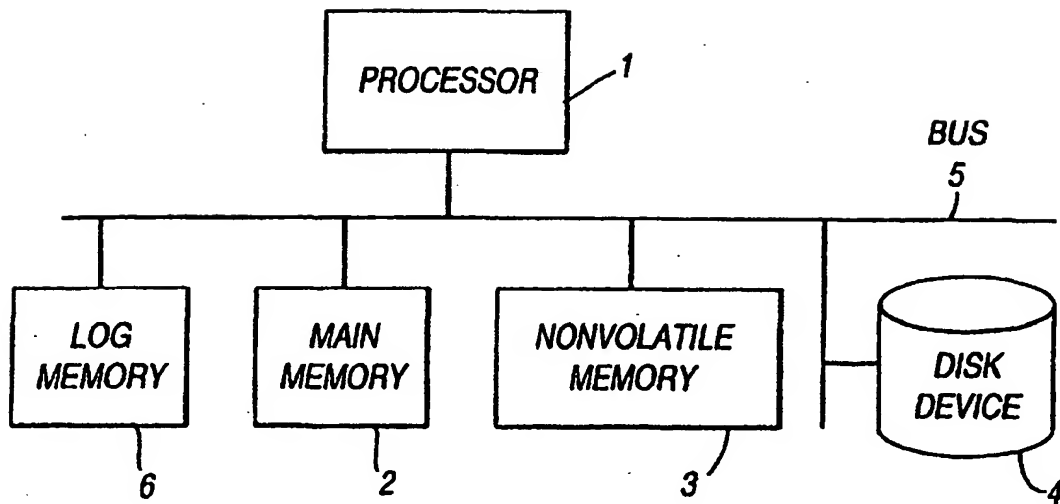 PROCESSOR
1
BUS
5
LOG
MEMORY
MAIN
MEMORY
NONVOLATILE
MEMORY
DISK
DEVICE
6
2
3
4